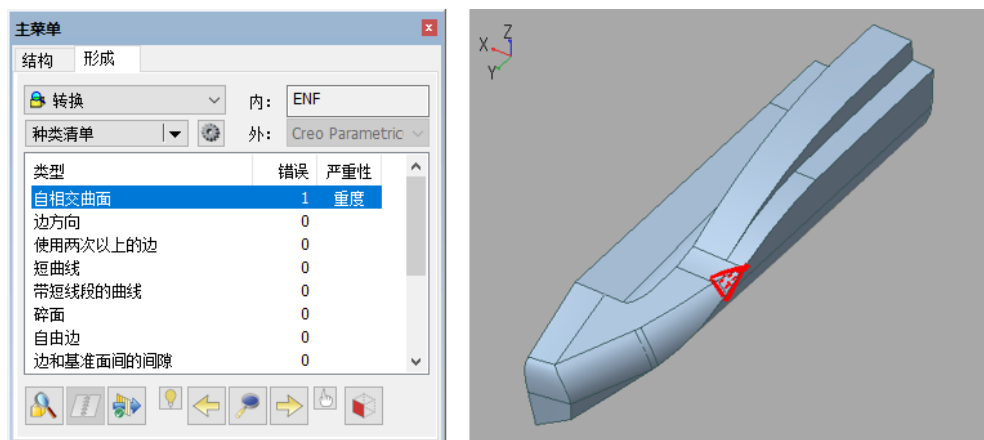 主菜单
结构 形成
转换 内: ENF
种类清单 外: Creo Parametric
类型 错误 严重性
自相交曲面 1 重度
边方向 0
使用两次以上的边 0
短曲线 0
带短线段的曲线 0
碎面 0
自由边 0
边和基准面间的间隙 0
Z
X
Y